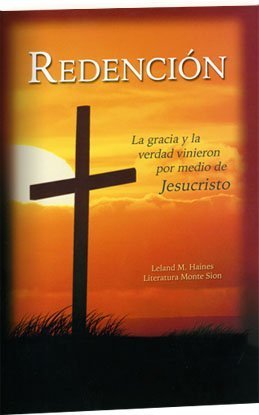 REDENCIÓN
La gracia y la
verdad vinieron
por medio de
Jesucristo
Leland M. Haines
Literatura Monte Sion